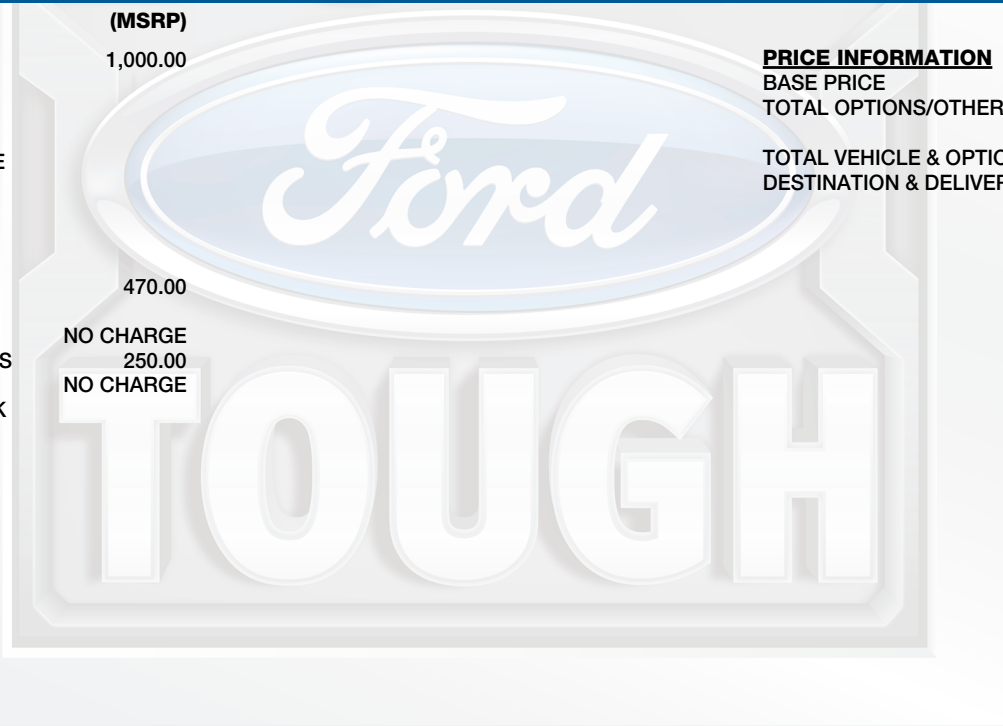 (MSRP)
1,000.00
E
470.00
NO CHARGE
S 250.00
NO CHARGE
K
PRICE INFORMATION
BASE PRICE
TOTAL OPTIONS/OTHER
TOTAL VEHICLE & OPTIO
DESTINATION & DELIVER
Ford
TOUGH